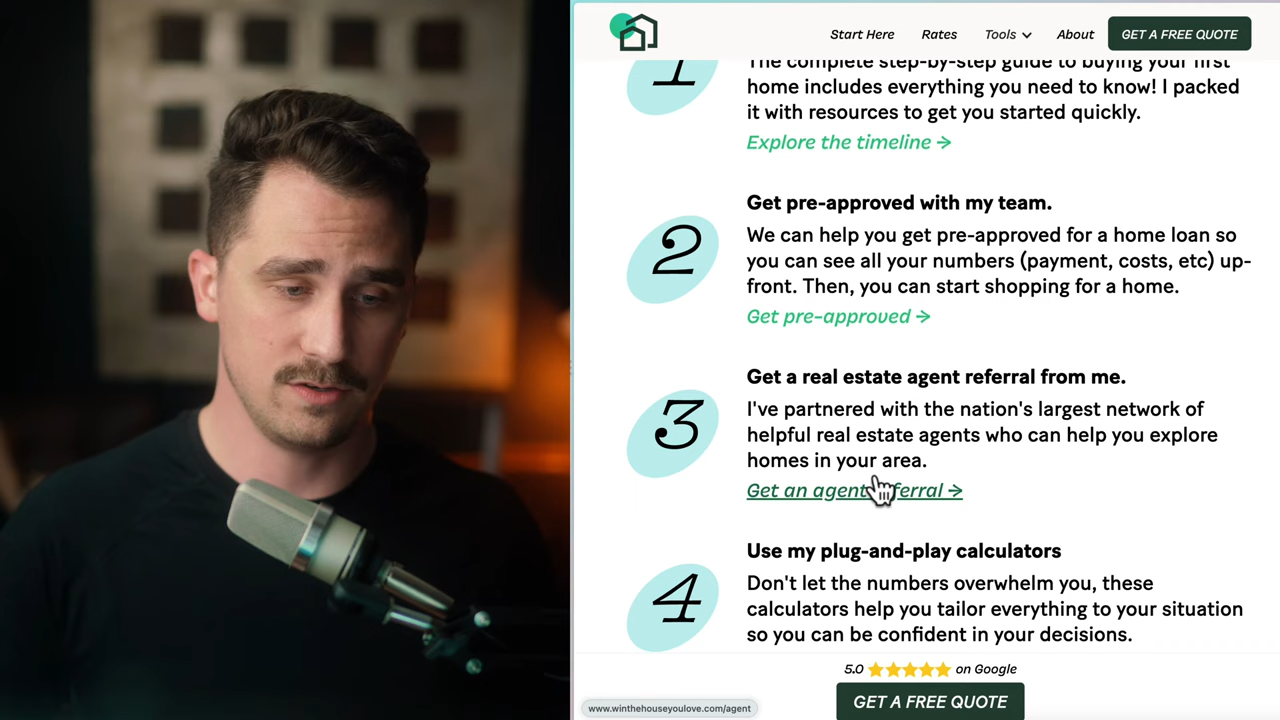 Start Here
Rates
Tools
About
GET A FREE QUOTE
1
The complete step-by-step guide to buying your first
home includes everything you need to know! I packed
it with resources to get you started quickly.
Explore the timeline →
2
Get pre-approved with my team.
We can help you get pre-approved for a home loan so
you can see all your numbers (payment, costs, etc) up-
front. Then, you can start shopping for a home.
Get pre-approved →
3
Get a real estate agent referral from me.
I've partnered with the nation's largest network of
helpful real estate agents who can help you explore
homes in your area.
Get an agent referral →
4
Use my plug-and-play calculators
Don't let the numbers overwhelm you, these
calculators help you tailor everything to your situation
so you can be confident in your decisions.
5.0 ⭐⭐⭐⭐⭐ on Google
GET A FREE QUOTE
www.winthehouseyoulove.com/agent